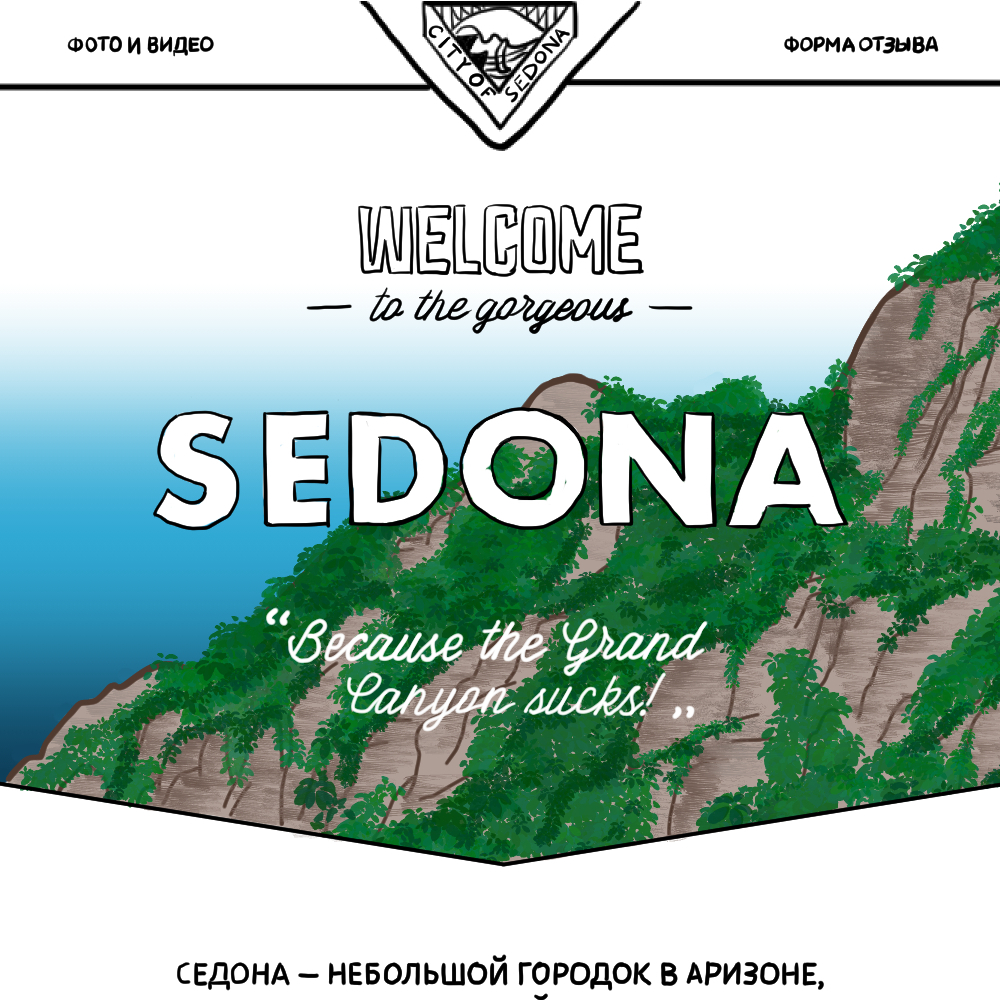 ФОТО И ВИДЕО
CITY OF SEDONA
ФОРМА ОТЗЫВА
WELCOME
— to the gorgeous —
SEDONA
“Because the Grand
Canyon sucks! „
СЕДОНА — НЕБОЛЬШОЙ ГОРОДОК В АРИЗОНЕ,